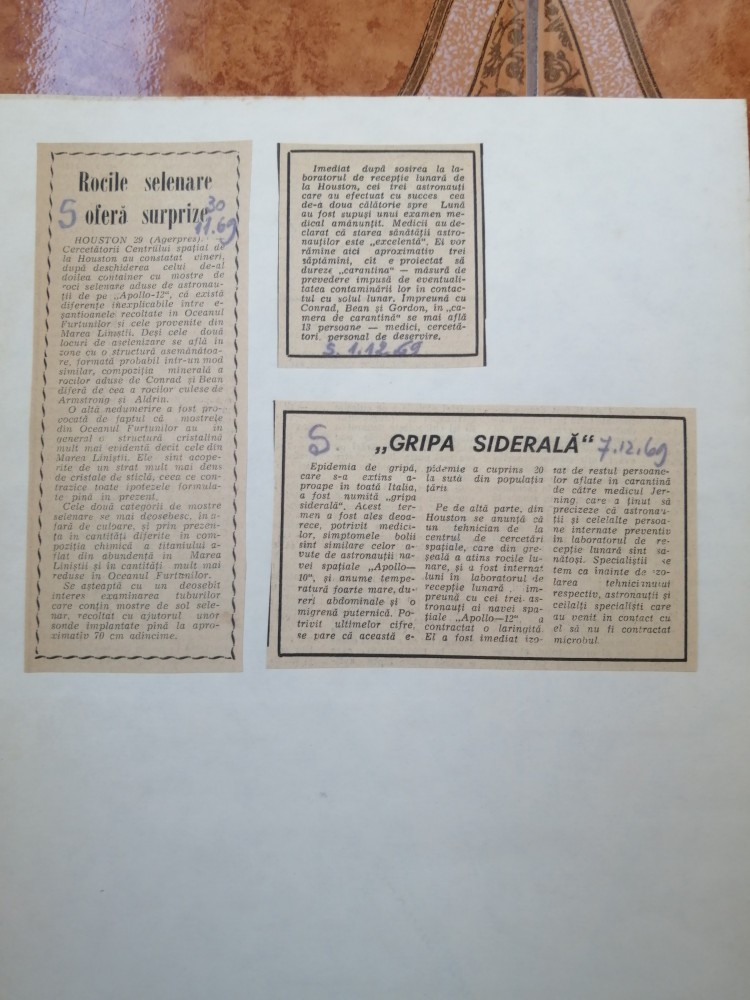 Rocile selenare
oferă surprize
S
30
11.69
HOUSTON 29 (Agerpres). —
Cercetătorii Centrului spațial de
la Houston au constatat vineri,
după deschiderea celui de-al
doilea container cu mostre de
roci selenare aduse de astronau-
ții de pe „Apollo-12", că există
diferențe inexplicabile între e-
șantioanele recoltate în Oceanul
Furtunilor și cele provenite din
Marea Liniștii. Deși cele două
locuri de aselenizare se află în
zone cu o structură asemănătoa-
re, formată probabil într-un mod
similar, compoziția minerală a
rocilor aduse de Conrad și Bean
diferă de cea a rocilor culese de
Armstrong și Aldrin.
O altă nedumerire a fost pro-
vocată de faptul că mostrele
din Oceanul Furtunilor au în
general o structură cristalină
mult mai evidentă decît cele din
Marea Liniștii. Ele sînt acope-
rite de un strat mult mai dens
de cristale de sticlă, ceea ce con-
trazice toate ipotezele formula-
te pînă în prezent.
Cele două categorii de mostre
selenare se mai deosebesc, în a-
fară de culoare, și prin prezen-
ța în cantități diferite în com-
poziția chimică a titaniului a-
flat din abundență în Marea
Liniștii și în cantități mult mai
reduse în Oceanul Furtunilor.
Se așteaptă cu un deosebit
interes examinarea tuburilor
care conțin mostre de sol sele-
nar, recoltat cu ajutorul unor
sonde implantate pînă la apro-
ximativ 70 cm adîncime.
Imediat după sosirea la la-
boratorul de recepție lunară de
la Houston, cei trei astronauți
care au efectuat cu succes cea
de-a doua călătorie spre Lună
au fost supuși unui examen me-
dical amănunțit. Medicii au de-
clarat că starea sănătății astro-
nauților este „excelentă". Ei vor
rămîne aici aproximativ trei
săptămîni, cît e proiectat să
dureze „carantina" — măsură de
prevedere impusă de eventuali-
tatea contaminării lor în contac-
tul cu solul lunar. Împreună cu
Conrad, Bean și Gordon, în „ca-
mera de carantină" se mai află
13 persoane — medici, cercetă-
tori, personal de deservire.
S. 1.12.69
S.
„GRIPA SIDERALĂ"
7.12.69
Epidemia de gripă,
care s-a extins a-
proape în toată Italia,
a fost numită „gripa
siderală". Acest ter-
men a fost ales deoa-
rece, potrivit medici-
lor, simptomele bolii
sînt similare celor a-
vute de astronauții na-
vei spațiale „Apollo—
10", și anume tempe-
ratură foarte mare, du-
reri abdominale și o
migrenă puternică. Po-
trivit ultimelor cifre,
se pare că această e-
pidemie a cuprins 20
la sută din populația
țării.
Pe de altă parte, din
Houston se anunță că
un tehnician de la
centrul de cercetări
spațiale, care din gre-
șeală a atins rocile lu-
nare, și a fost internat
luni în laboratorul de
recepție lunară îm-
preună cu cei trei as-
tronauți ai navei spa-
țiale „Apollo—12", a
contractat o laringită.
El a fost imediat izo-
lat de restul persoane-
lor aflate în carantină
de către medicul Jer-
ning, care a ținut să
precizeze că astronau-
ții și celelalte persoa-
ne internate preventiv
în laboratorul de re-
cepție lunară sînt să-
nătoși. Specialiștii se
tem ca înainte de izo-
larea tehnicianului
respectiv, astronauții și
ceilalți specialiști care
au venit în contact cu
el să nu fi contractat
microbul.